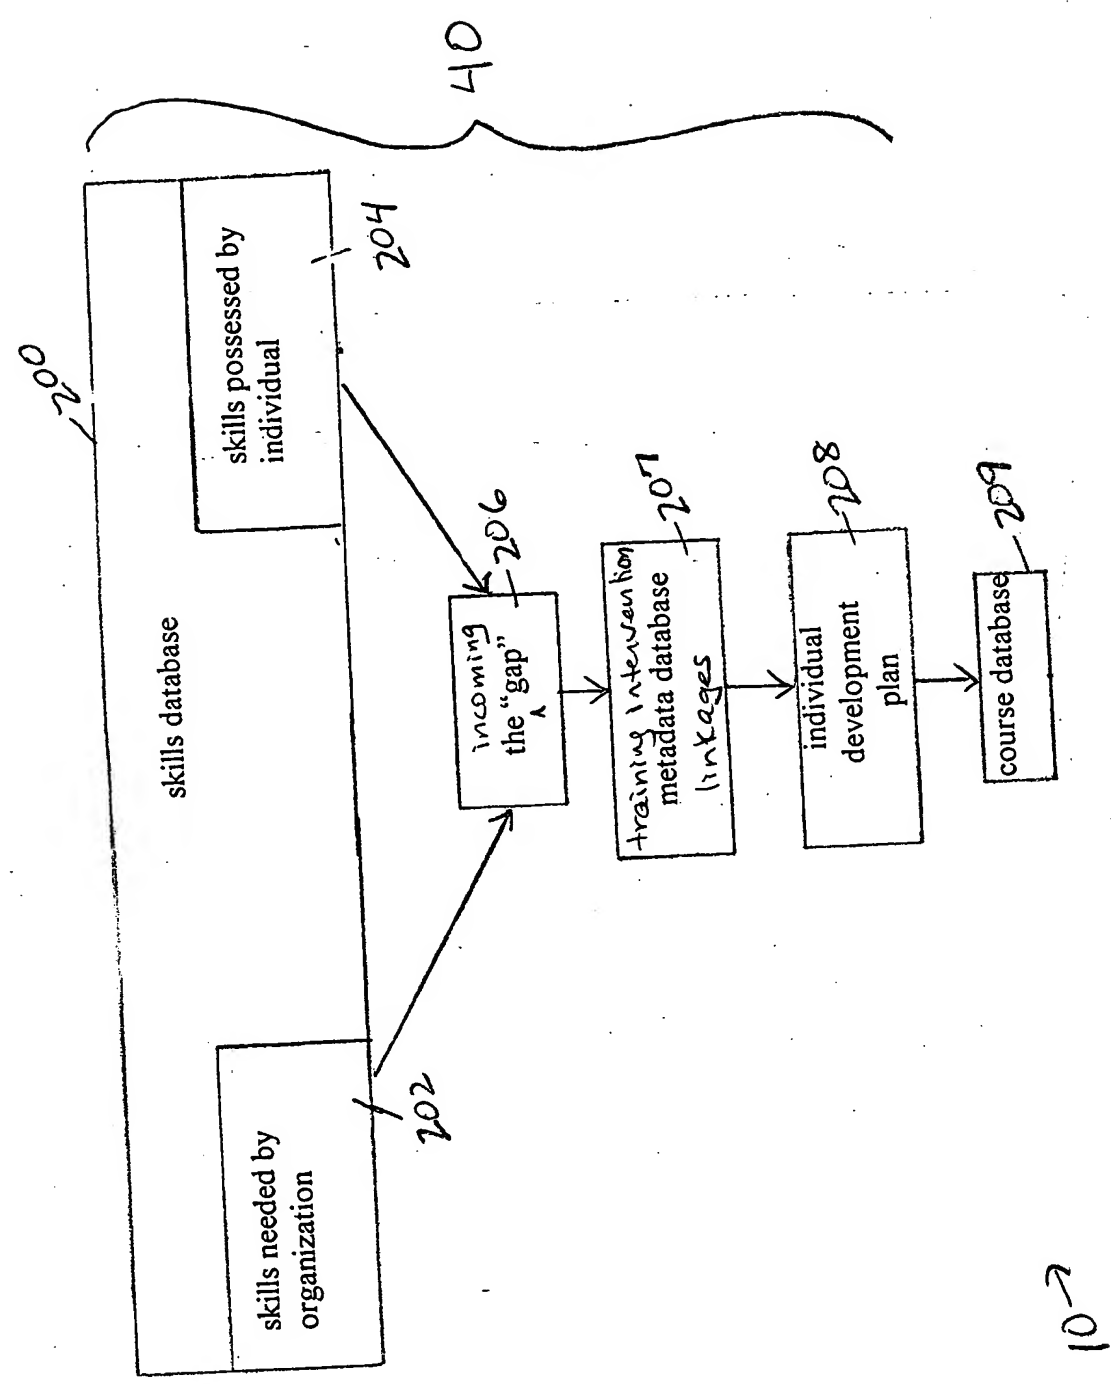 40
200
skills database
skills needed by
organization
202
skills possessed by
individual
204
incoming
the "gap"
^
206
training intervention
metadata database
linkages
207
individual
development
plan
208
course database
209
10